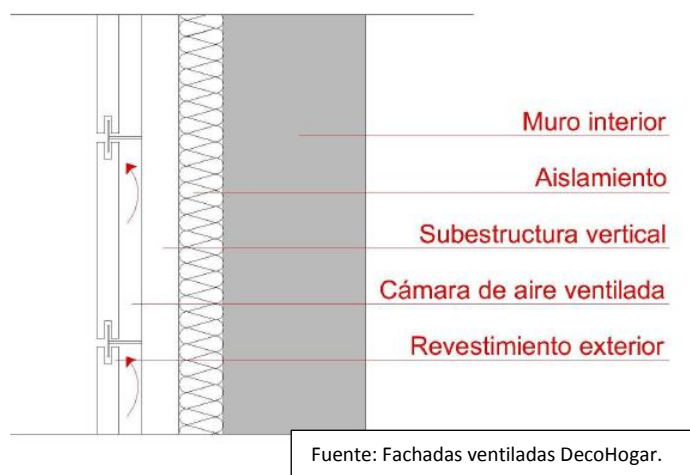 Muro interior
Aislamiento
Subestructura vertical
Cámara de aire ventilada
Revestimiento exterior
Fuente: Fachadas ventiladas DecoHogar.